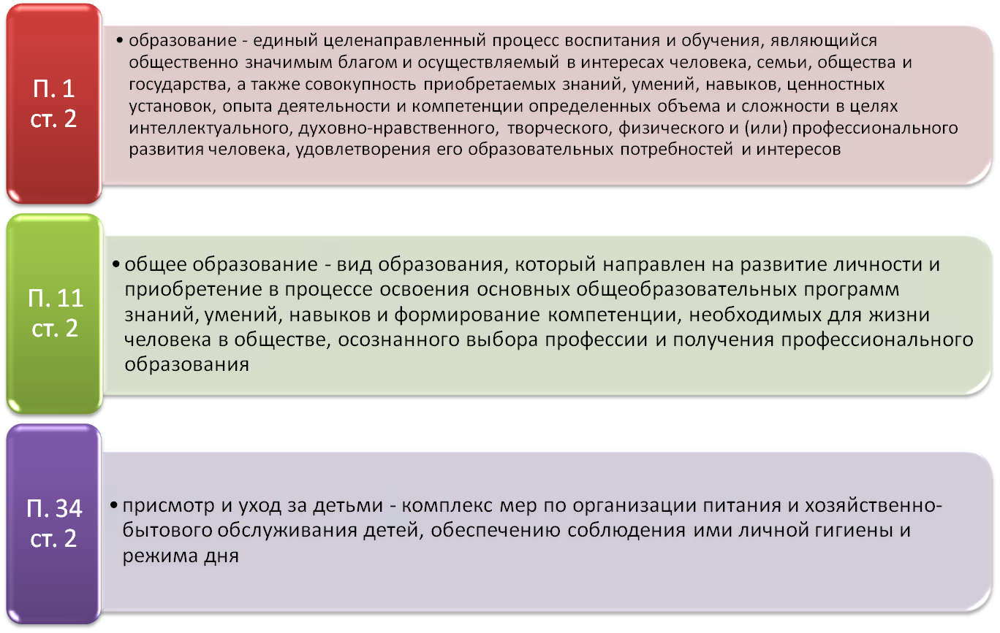 П. 1
ст. 2
• образование - единый целенаправленный процесс воспитания и обучения, являющийся
общественно значимым благом и осуществляемый в интересах человека, семьи, общества и
государства, а также совокупность приобретаемых знаний, умений, навыков, ценностных
установок, опыта деятельности и компетенции определенных объема и сложности в целях
интеллектуального, духовно-нравственного, творческого, физического и (или) профессионального
развития человека, удовлетворения его образовательных потребностей и интересов
П. 11
ст. 2
• общее образование - вид образования, который направлен на развитие личности и
приобретение в процессе освоения основных общеобразовательных программ
знаний, умений, навыков и формирование компетенции, необходимых для жизни
человека в обществе, осознанного выбора профессии и получения профессионального
образования
П. 34
ст. 2
• присмотр и уход за детьми - комплекс мер по организации питания и хозяйственно-
бытового обслуживания детей, обеспечению соблюдения ими личной гигиены и
режима дня